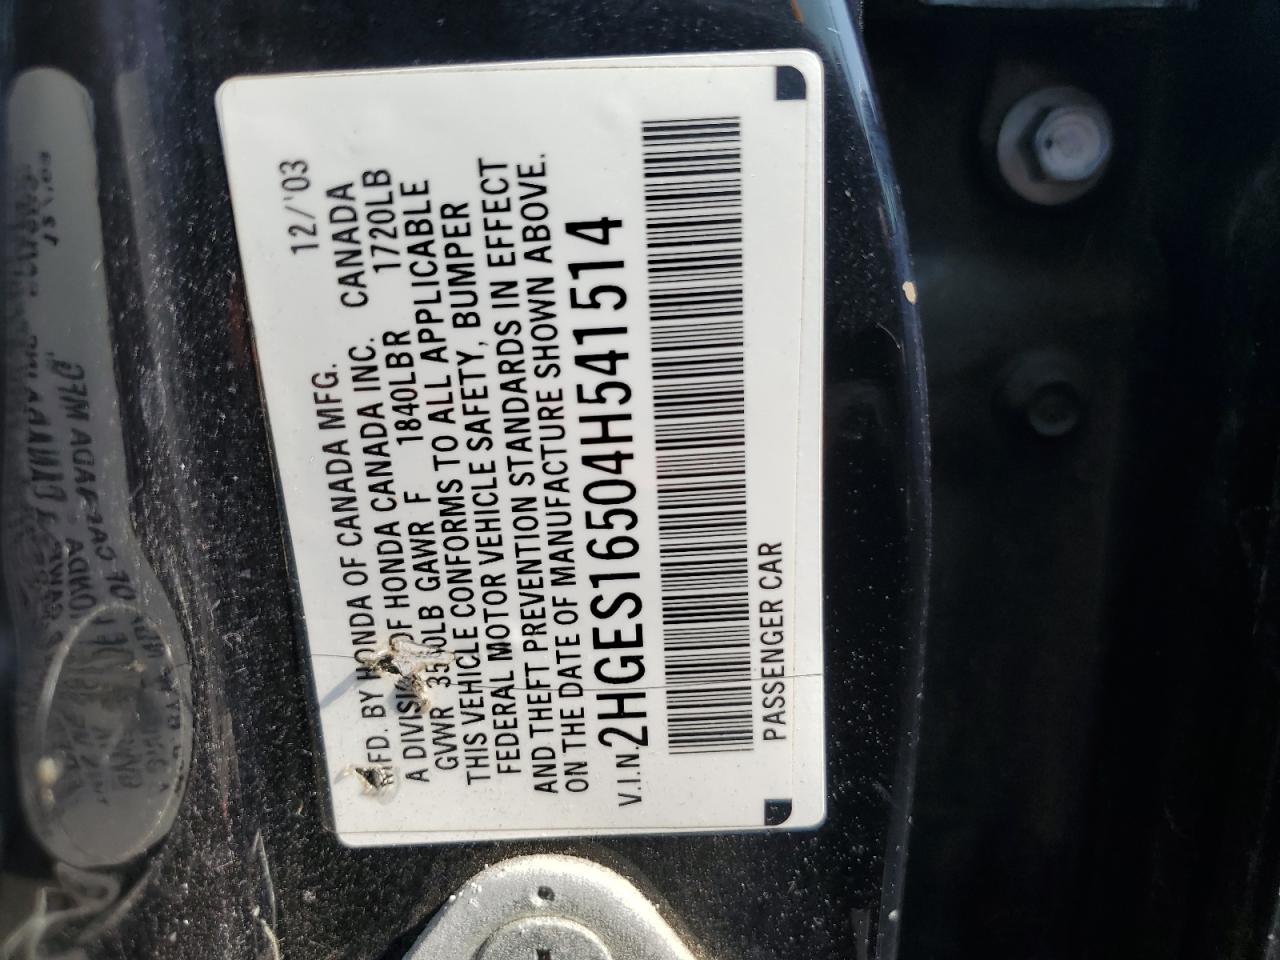 12/'03
MFD. BY HONDA OF CANADA MFG. CANADA
A DIVISION OF HONDA CANADA INC. 1720LB
GVWR 3500LB GAWR F 1840LBR
THIS VEHICLE CONFORMS TO ALL APPLICABLE
FEDERAL MOTOR VEHICLE SAFETY, BUMPER
AND THEFT PREVENTION STANDARDS IN EFFECT
ON THE DATE OF MANUFACTURE SHOWN ABOVE.
V.I.N. 2HGES16504H541514
PASSENGER CAR